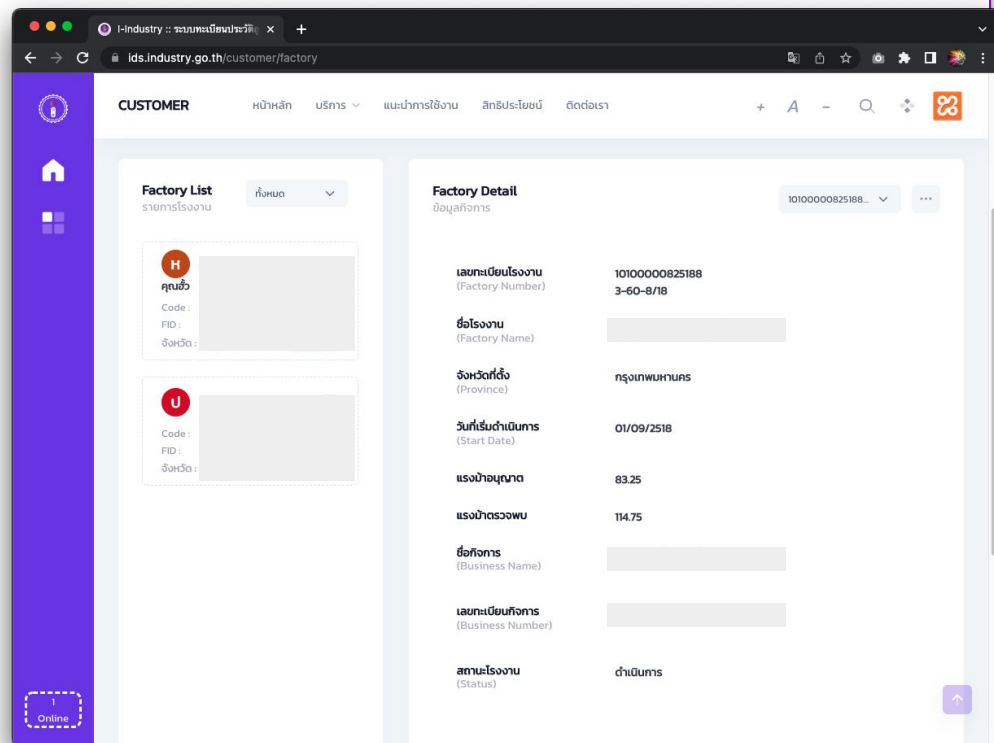 I-Industry :: ระบบทะเบียนประวัติ
ids.industry.go.th/customer/factory
CUSTOMER
หน้าหลัก
บริการ
แนะนำการใช้งาน
สิทธิประโยชน์
ติดต่อเรา
+ A -
Factory List
รายการโรงงาน
ทั้งหมด
H
คุณฮั้ว
Code :
FID :
จังหวัด :
U
Code :
FID :
จังหวัด :
Factory Detail
ข้อมูลกิจการ
10100000825188...
เลขทะเบียนโรงงาน
(Factory Number)
10100000825188
3-60-8/18
ชื่อโรงงาน
(Factory Name)
จังหวัดที่ตั้ง
(Province)
กรุงเทพมหานคร
วันที่เริ่มดำเนินการ
(Start Date)
01/09/2518
แรงม้าอนุญาต
83.25
แรงม้าตรวจพบ
114.75
ชื่อกิจการ
(Business Name)
เลขทะเบียนกิจการ
(Business Number)
สถานะโรงงาน
(Status)
ดำเนินการ
1
Online